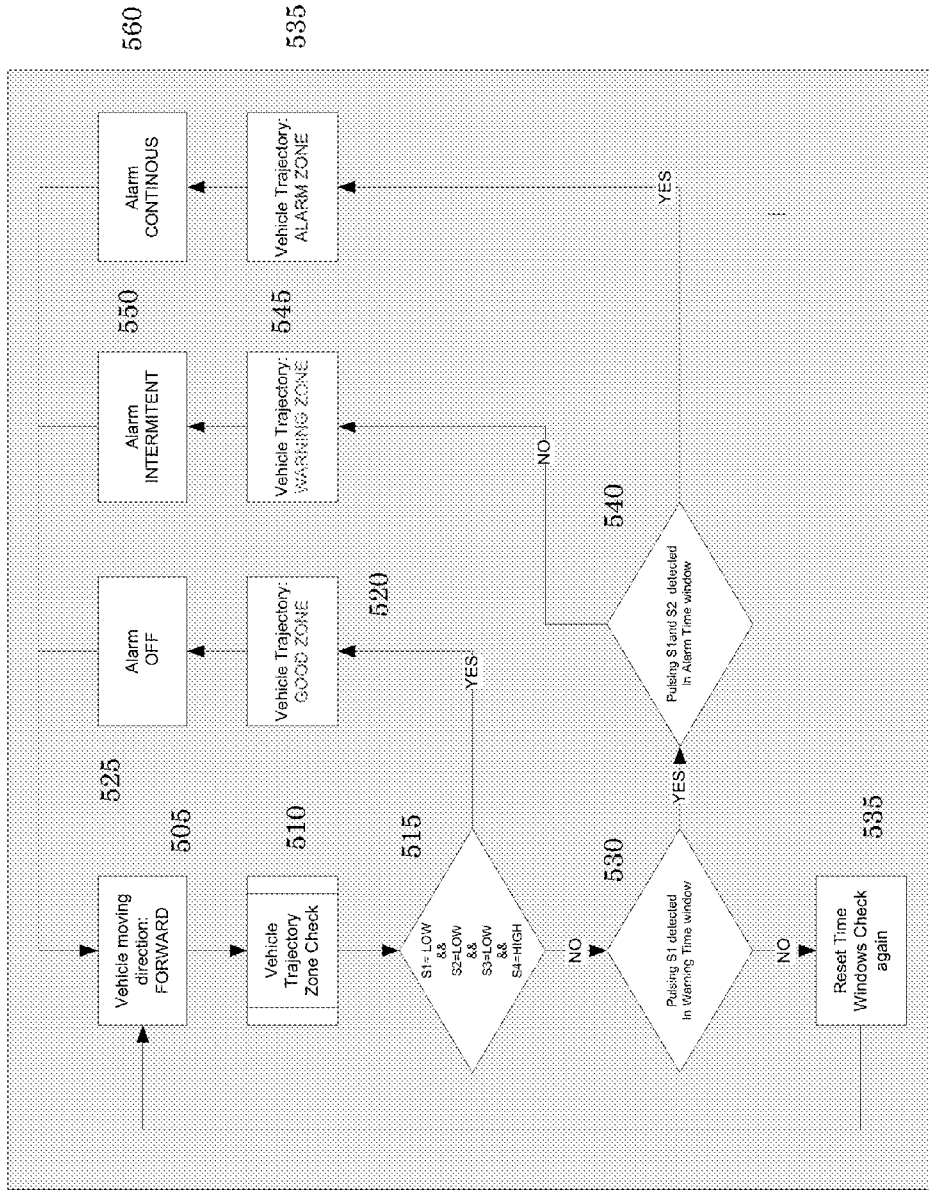 525
Vehicle moving
direction:
FORWARD
505
Vehicle
Trajectory
Zone Check
510
S1= LOW
&&
S2=LOW
&&
S3=LOW
&&
S4=HIGH
515
YES
NO
Vehicle Trajectory:
GOOD ZONE
520
Alarm
OFF
Pulsing S1 detected
In Warning Time window
530
YES
NO
Reset Time
Windows Check
again
535
Pulsing S1and S2 detected
In Alarm Time window
540
NO
YES
Vehicle Trajectory:
WARNING ZONE
545
Alarm
INTERMITENT
550
Vehicle Trajectory:
ALARM ZONE
535
Alarm
CONTINOUS
560